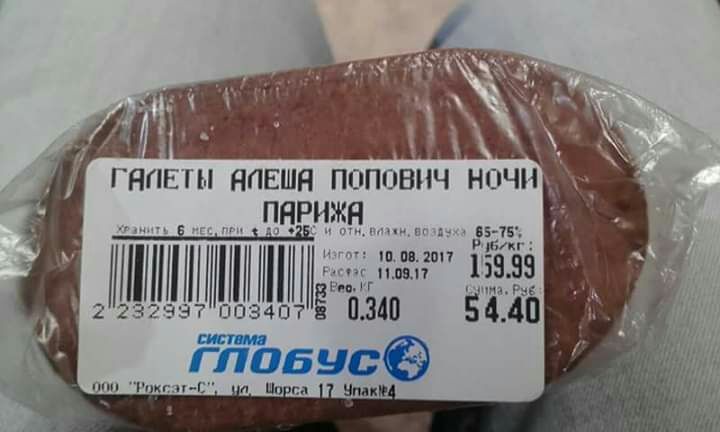 ГАЛЕТЫ АЛЕША ПОПОВИЧ НОЧИ
ПАРИЖА
Хранить 6 мес, при t до +25С и отн. влажн. воздуха 65-75%
Изгот: 10.08.2017
Руб/кг:
Расфас 11.09.17
159.99
Вес, КГ
Сумма, Руб:
0.340
54.40
2 232997 003407
08733
система
ГЛОБУС
ООО "Роксэт-С", ул. Шорса 17 Упак№4